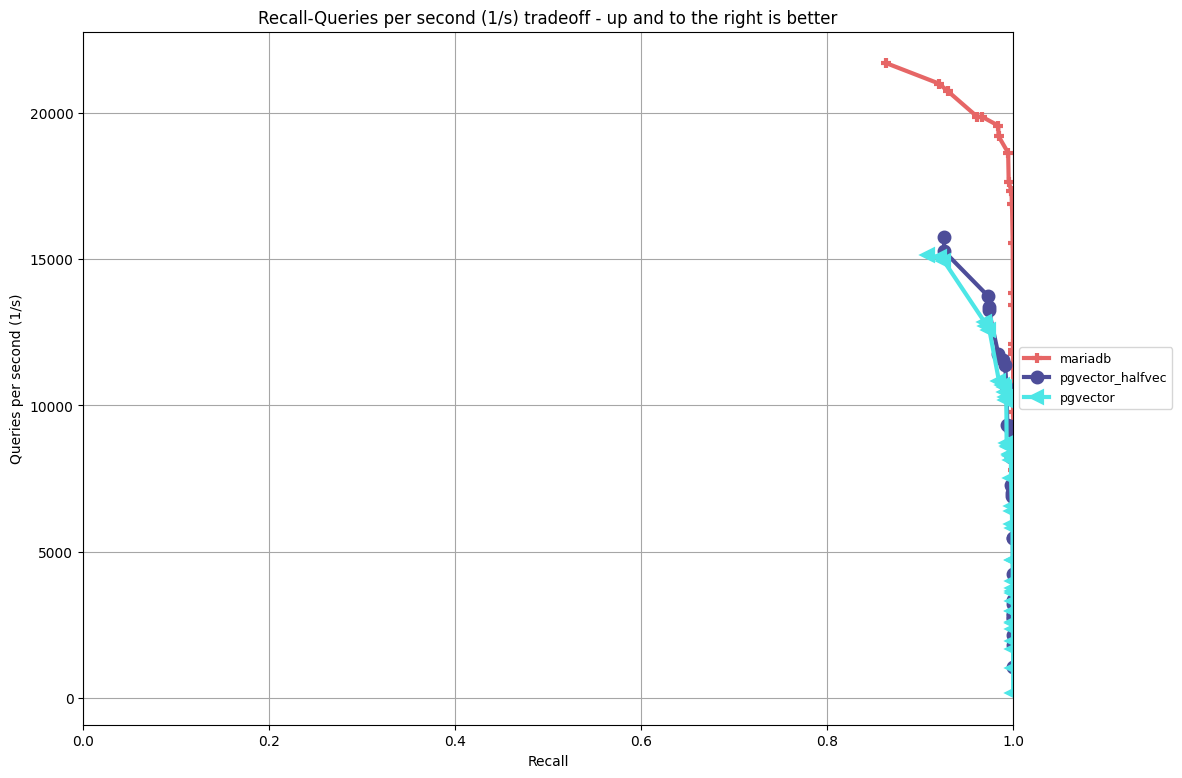 Recall-Queries per second (1/s) tradeoff - up and to the right is better
Queries per second (1/s)
20000
15000
10000
5000
0
0.0 0.2 0.4 0.6 0.8 1.0
Recall
mariadb
pgvector_halfvec
pgvector